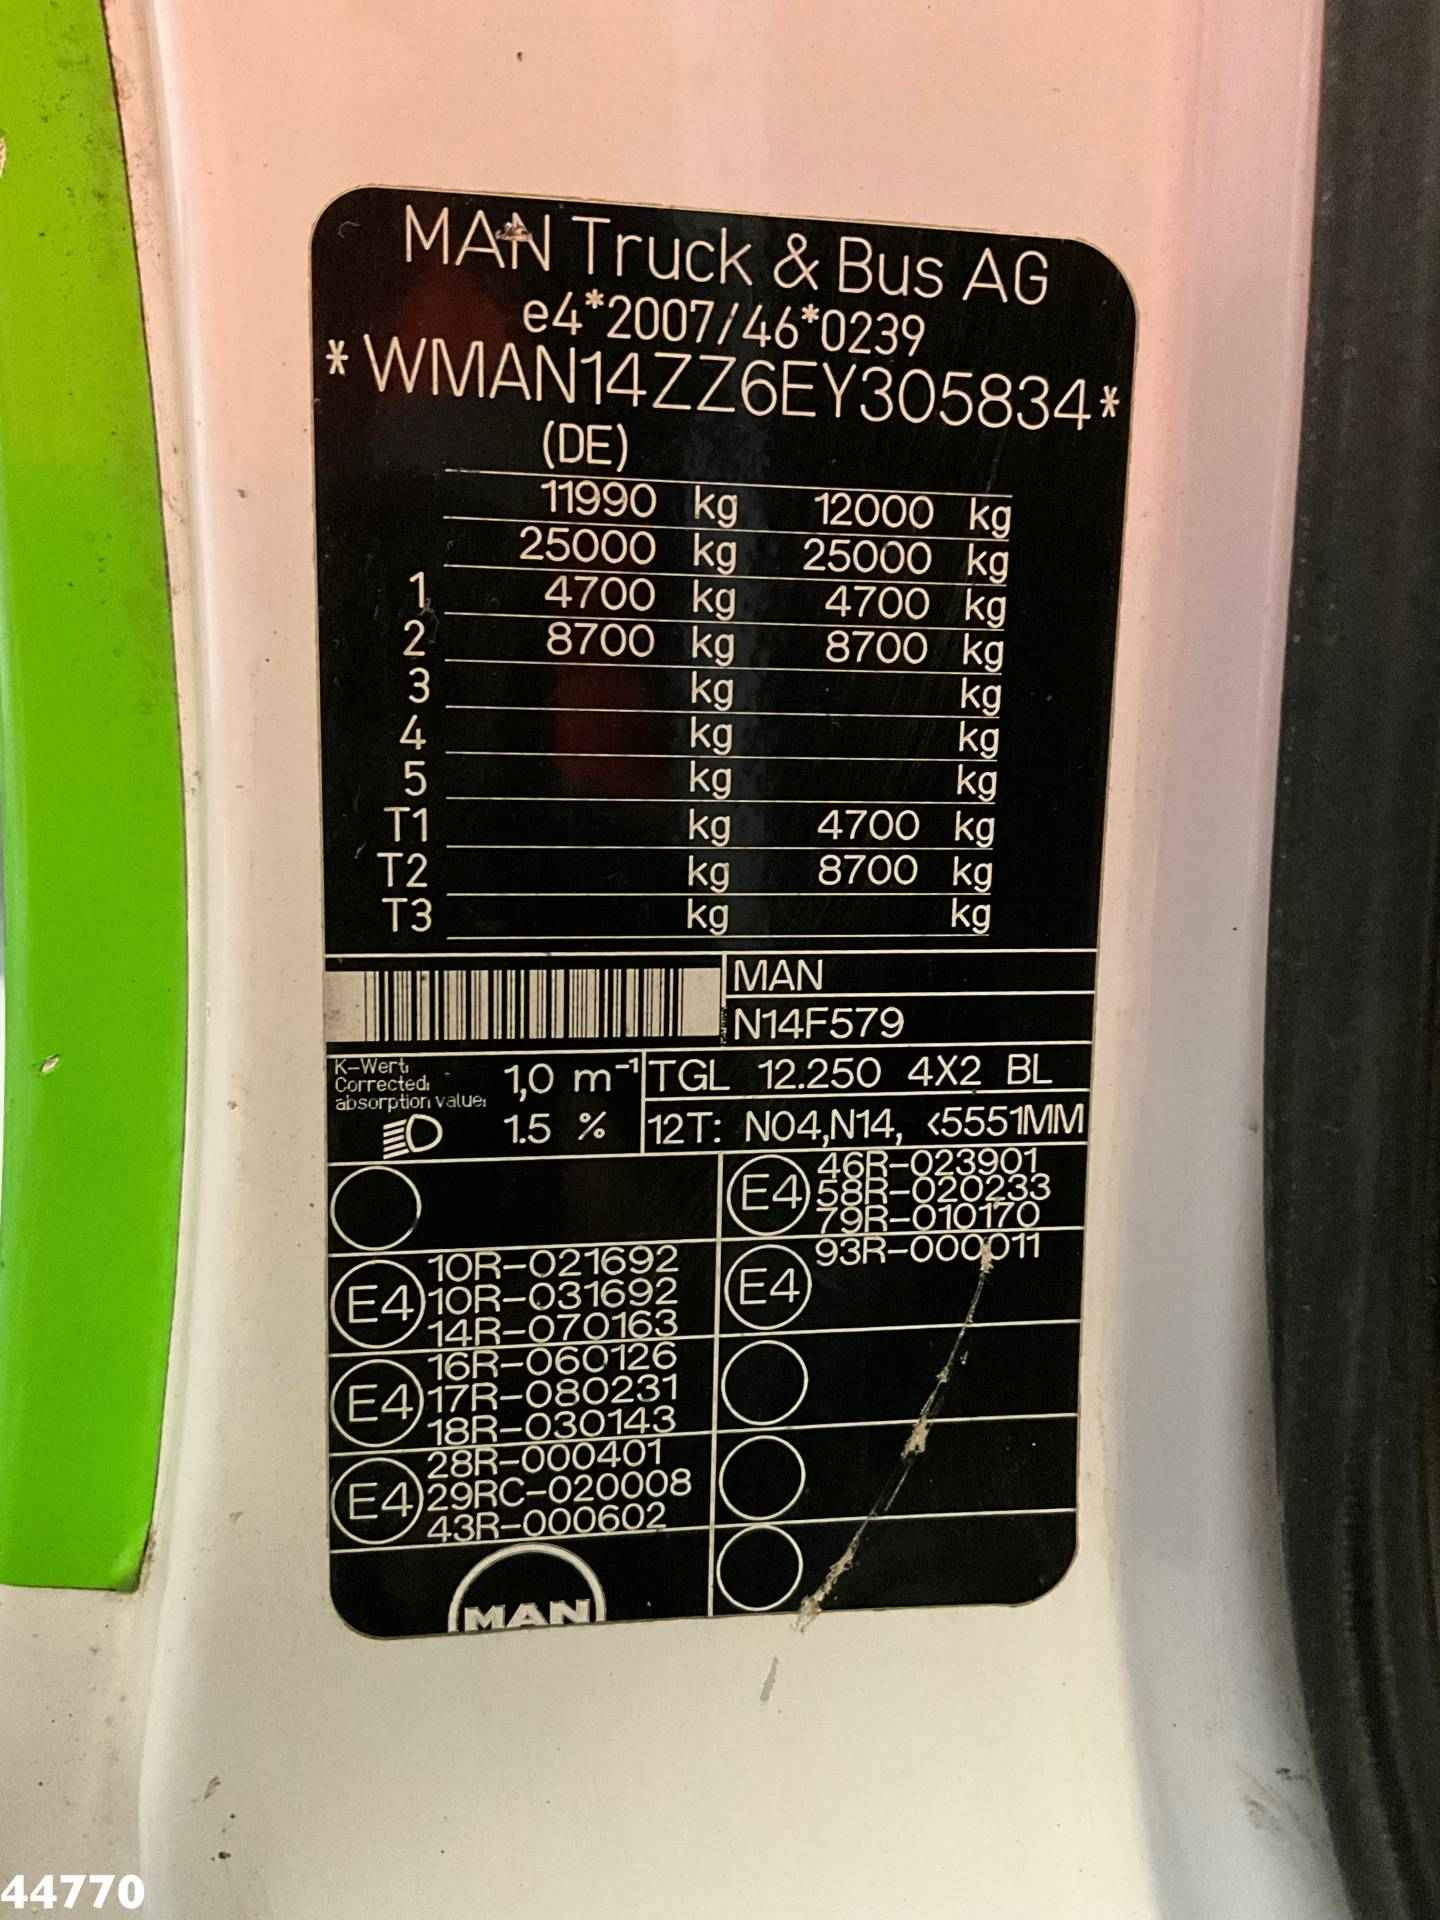 MAN Truck & Bus AG
e4*2007/46*0239
*WMAN14ZZ6EY305834*
(DE)
11990 kg 12000 kg
25000 kg 25000 kg
1 4700 kg 4700 kg
2 8700 kg 8700 kg
3 kg kg
4 kg kg
5 kg kg
T1 kg 4700 kg
T2 kg 8700 kg
T3 kg kg
MAN
N14F579
K-Wert:
Corrected:
absorption value:
1,0 m⁻¹
1.5 %
TGL 12.250 4X2 BL
12T: N04,N14, <5551MM
E4
10R-021692
10R-031692
14R-070163
E4
16R-060126
17R-080231
18R-030143
E4
28R-000401
29RC-020008
43R-000602
E4
46R-023901
58R-020233
79R-010170
E4
93R-000011
MAN
44770